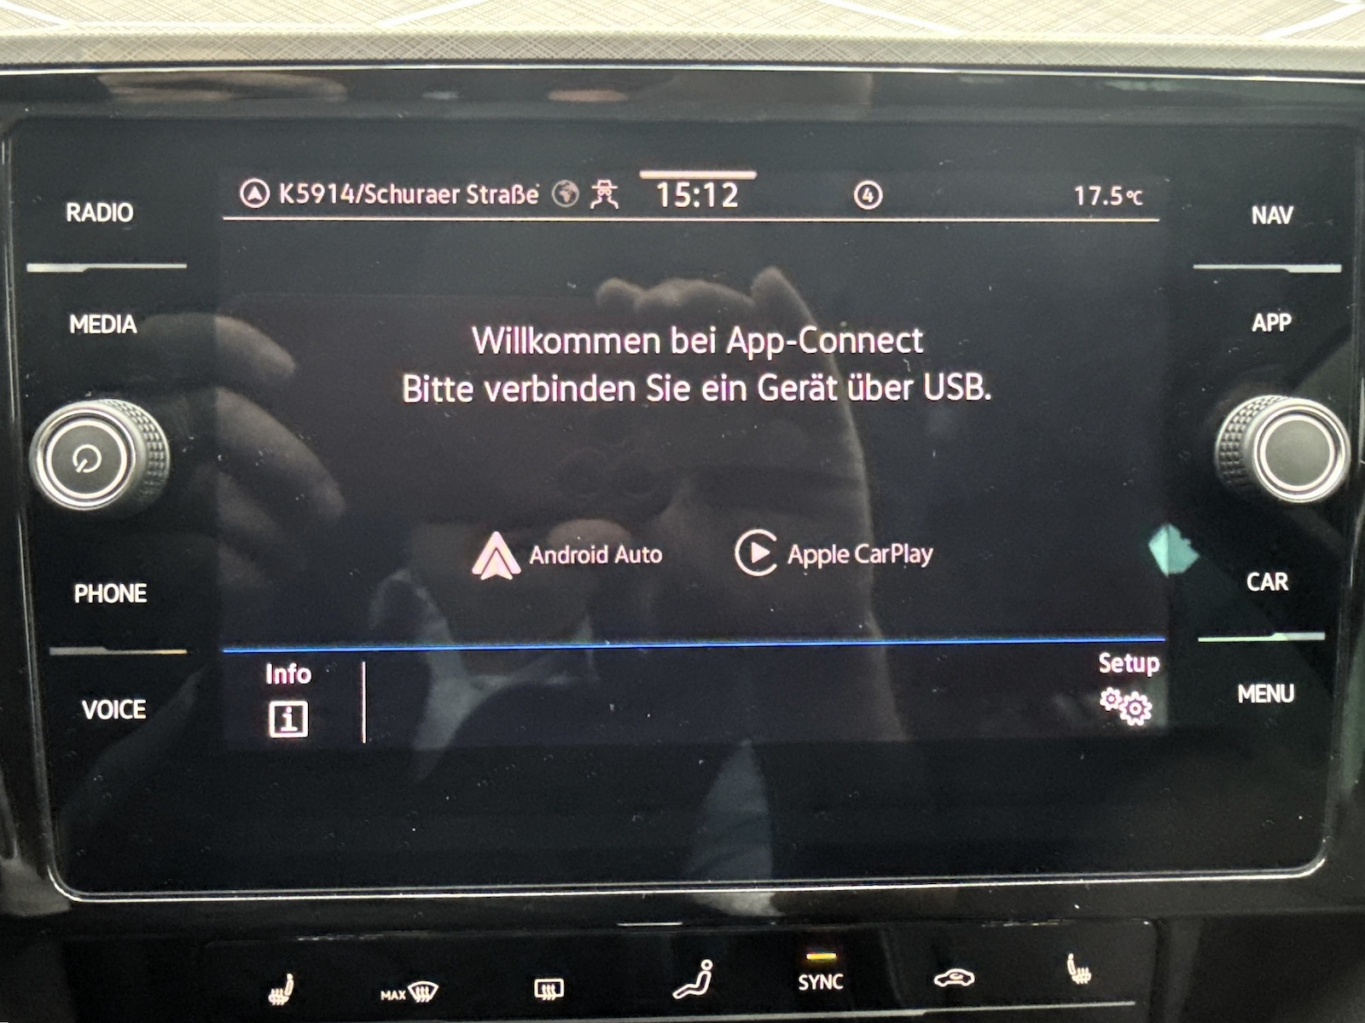 RADIO
MEDIA
PHONE
VOICE
K5914/Schuraer Straße
15:12
4
17.5°C
Willkommen bei App-Connect
Bitte verbinden Sie ein Gerät über USB.
Android Auto
Apple CarPlay
Info
i
Setup
NAV
APP
CAR
MENU
MAX
SYNC